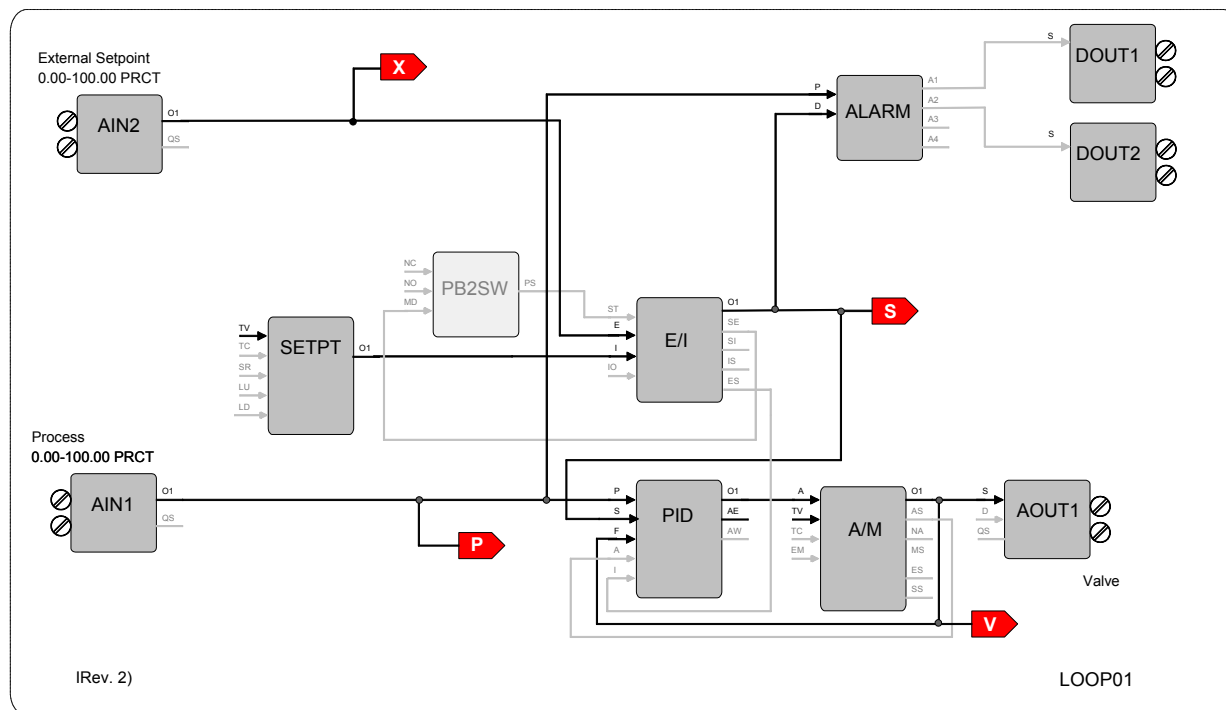 External Setpoint
0.00-100.00 PRCT
AIN2
O1
QS
X
P
D
ALARM
A1
A2
A3
A4
S
DOUT1
S
DOUT2
NC
NO
MD
PB2SW
PS
TV
TC
SR
LU
LD
SETPT
O1
ST
E
I
IO
E/I
O1
SE
SI
IS
ES
S
Process
0.00-100.00 PRCT
AIN1
O1
QS
P
P
S
F
A
I
PID
O1
AE
AW
A
TV
TC
EM
A/M
O1
AS
NA
MS
ES
SS
S
D
QS
AOUT1
Valve
V
IRev. 2)
LOOP01